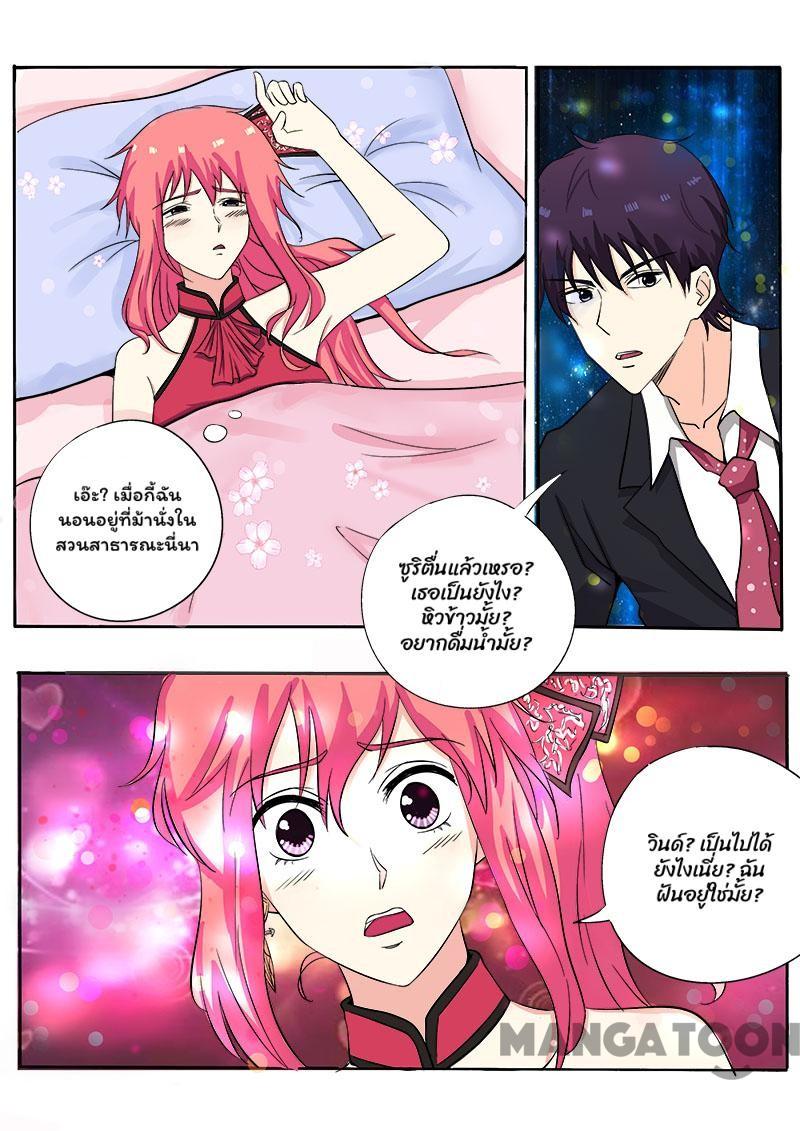 เอ๊ะ? เมื่อกี้ฉัน
นอนอยู่ที่ม้านั่งใน
สวนสาธารณะนี่นา
ซูริตื่นแล้วเหรอ?
เธอเป็นยังไง?
หิวข้าวมั้ย?
อยากดื่มน้ำมั้ย?
วินด์? เป็นไปได้
ยังไงเนี่ย? ฉัน
ฝันอยู่ใช่มั้ย?
MANGATOON